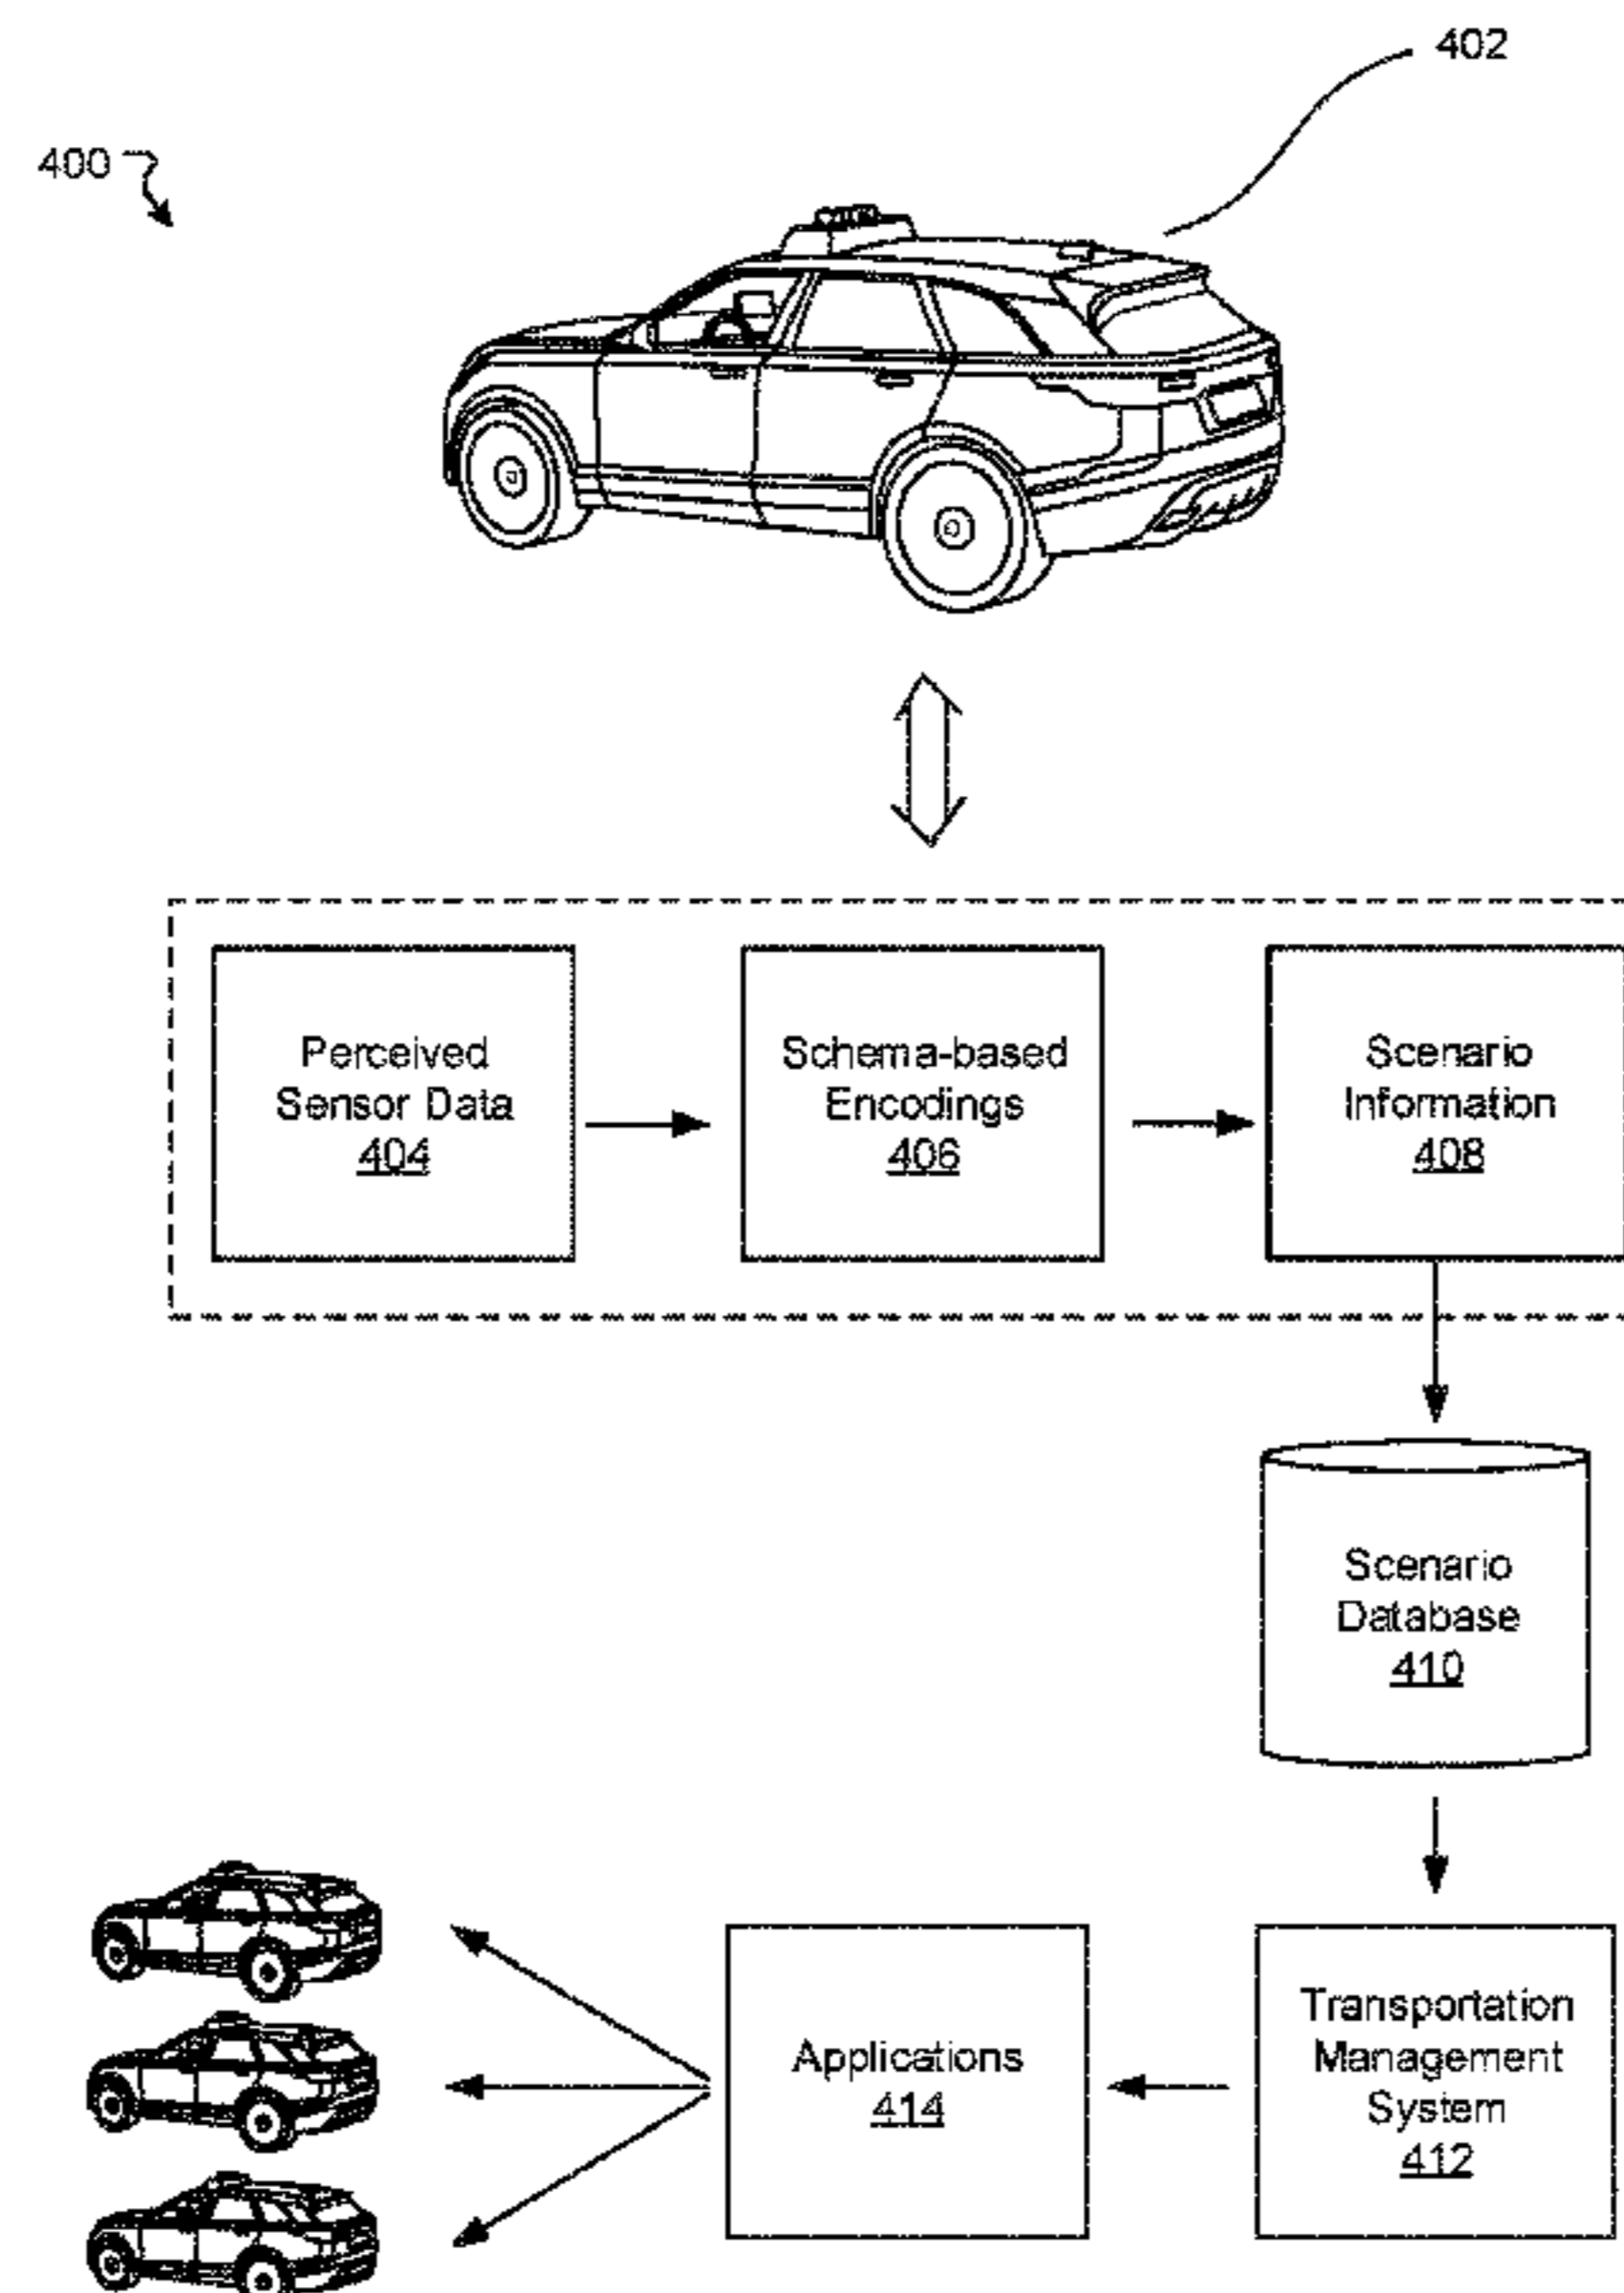 402
400
Perceived
Sensor Data
404
Schema-based
Encodings
406
Scenario
Information
408
Scenario
Database
410
Transportation
Management
System
412
Applications
414